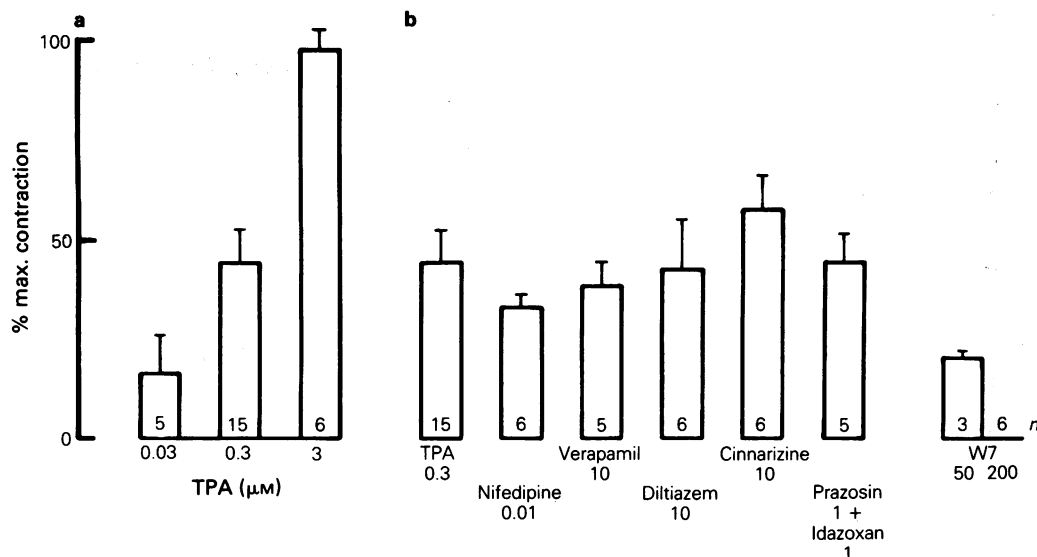 a
b
100
50
0
% max. contraction
5
15
6
0.03
0.3
3
TPA (μM)
15
6
5
6
6
5
3
6
n
TPA
0.3
Nifedipine
0.01
Verapamil
10
Diltiazem
10
Cinnarizine
10
Prazosin
1 +
Idazoxan
1
W7
50 200